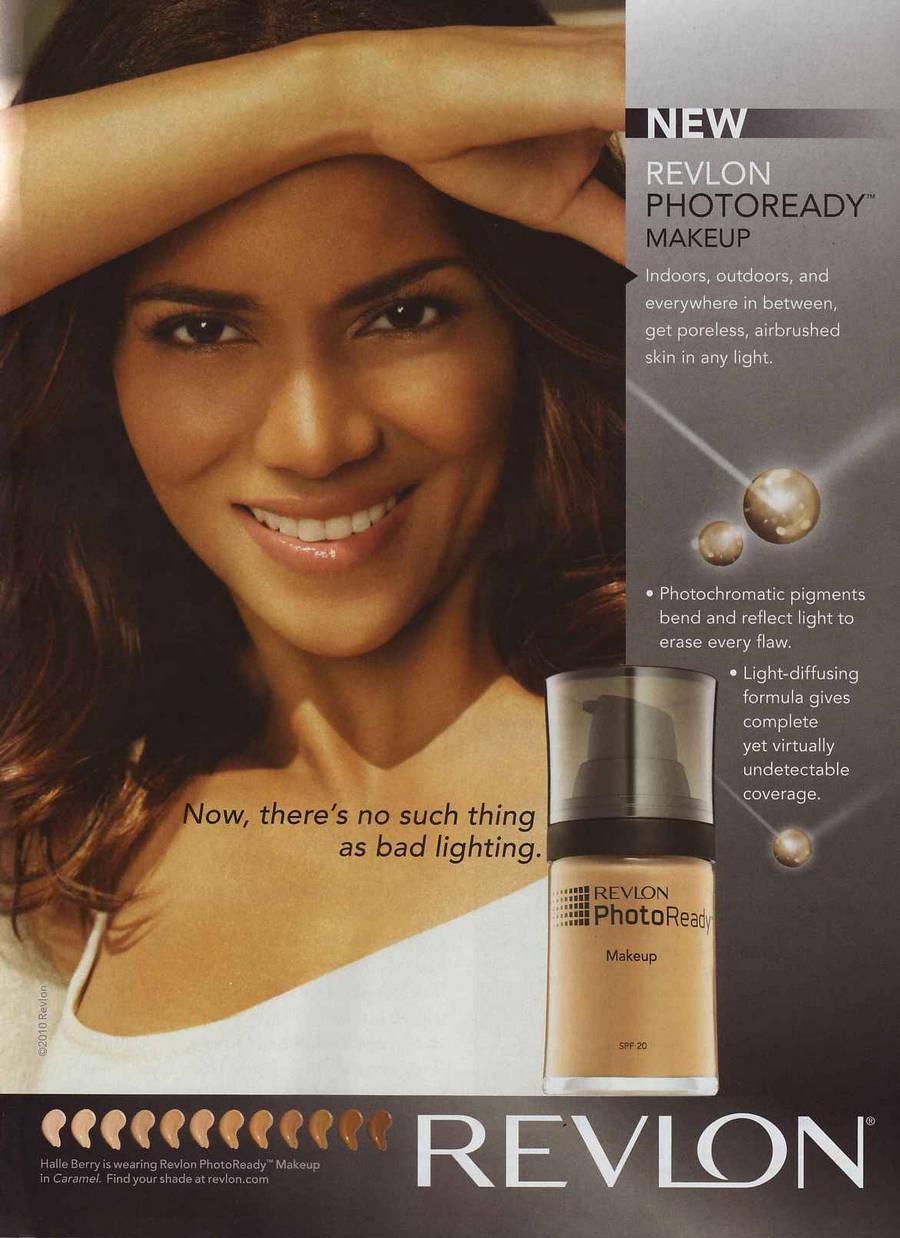 NEW
REVLON
PHOTOREADY™
MAKEUP
Indoors, outdoors, and
everywhere in between,
get poreless, airbrushed
skin in any light.
• Photochromatic pigments
bend and reflect light to
erase every flaw.
• Light-diffusing
formula gives
complete
yet virtually
undetectable
coverage.
Now, there's no such thing
as bad lighting.
REVLON
PhotoReady™
Makeup
SPF 20
©2010 Revlon
Halle Berry is wearing Revlon PhotoReady™ Makeup
in Caramel. Find your shade at revlon.com
REVLON®